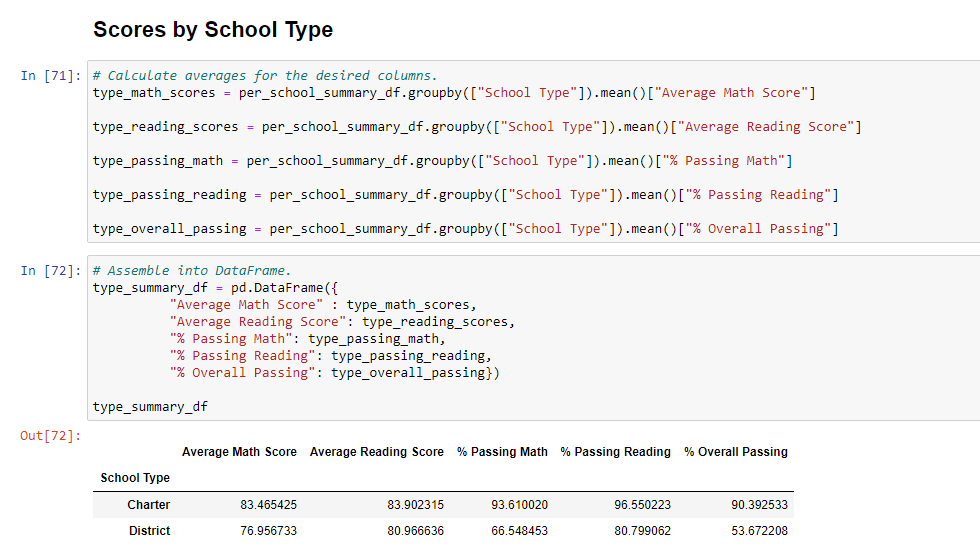 Scores by School Type
In [71]: # Calculate averages for the desired columns.
type_math_scores = per_school_summary_df.groupby(["School Type"]).mean()["Average Math Score"]
type_reading_scores = per_school_summary_df.groupby(["School Type"]).mean()["Average Reading Score"]
type_passing_math = per_school_summary_df.groupby(["School Type"]).mean()["% Passing Math"]
type_passing_reading = per_school_summary_df.groupby(["School Type"]).mean()["% Passing Reading"]
type_overall_passing = per_school_summary_df.groupby(["School Type"]).mean()["% Overall Passing"]
In [72]: # Assemble into DataFrame.
type_summary_df = pd.DataFrame({
"Average Math Score" : type_math_scores,
"Average Reading Score": type_reading_scores,
"% Passing Math": type_passing_math,
"% Passing Reading": type_passing_reading,
"% Overall Passing": type_overall_passing})
type_summary_df
Out[72]:
Average Math Score Average Reading Score % Passing Math % Passing Reading % Overall Passing
School Type
Charter 83.465425 83.902315 93.610020 96.550223 90.392533
District 76.956733 80.966636 66.548453 80.799062 53.672208